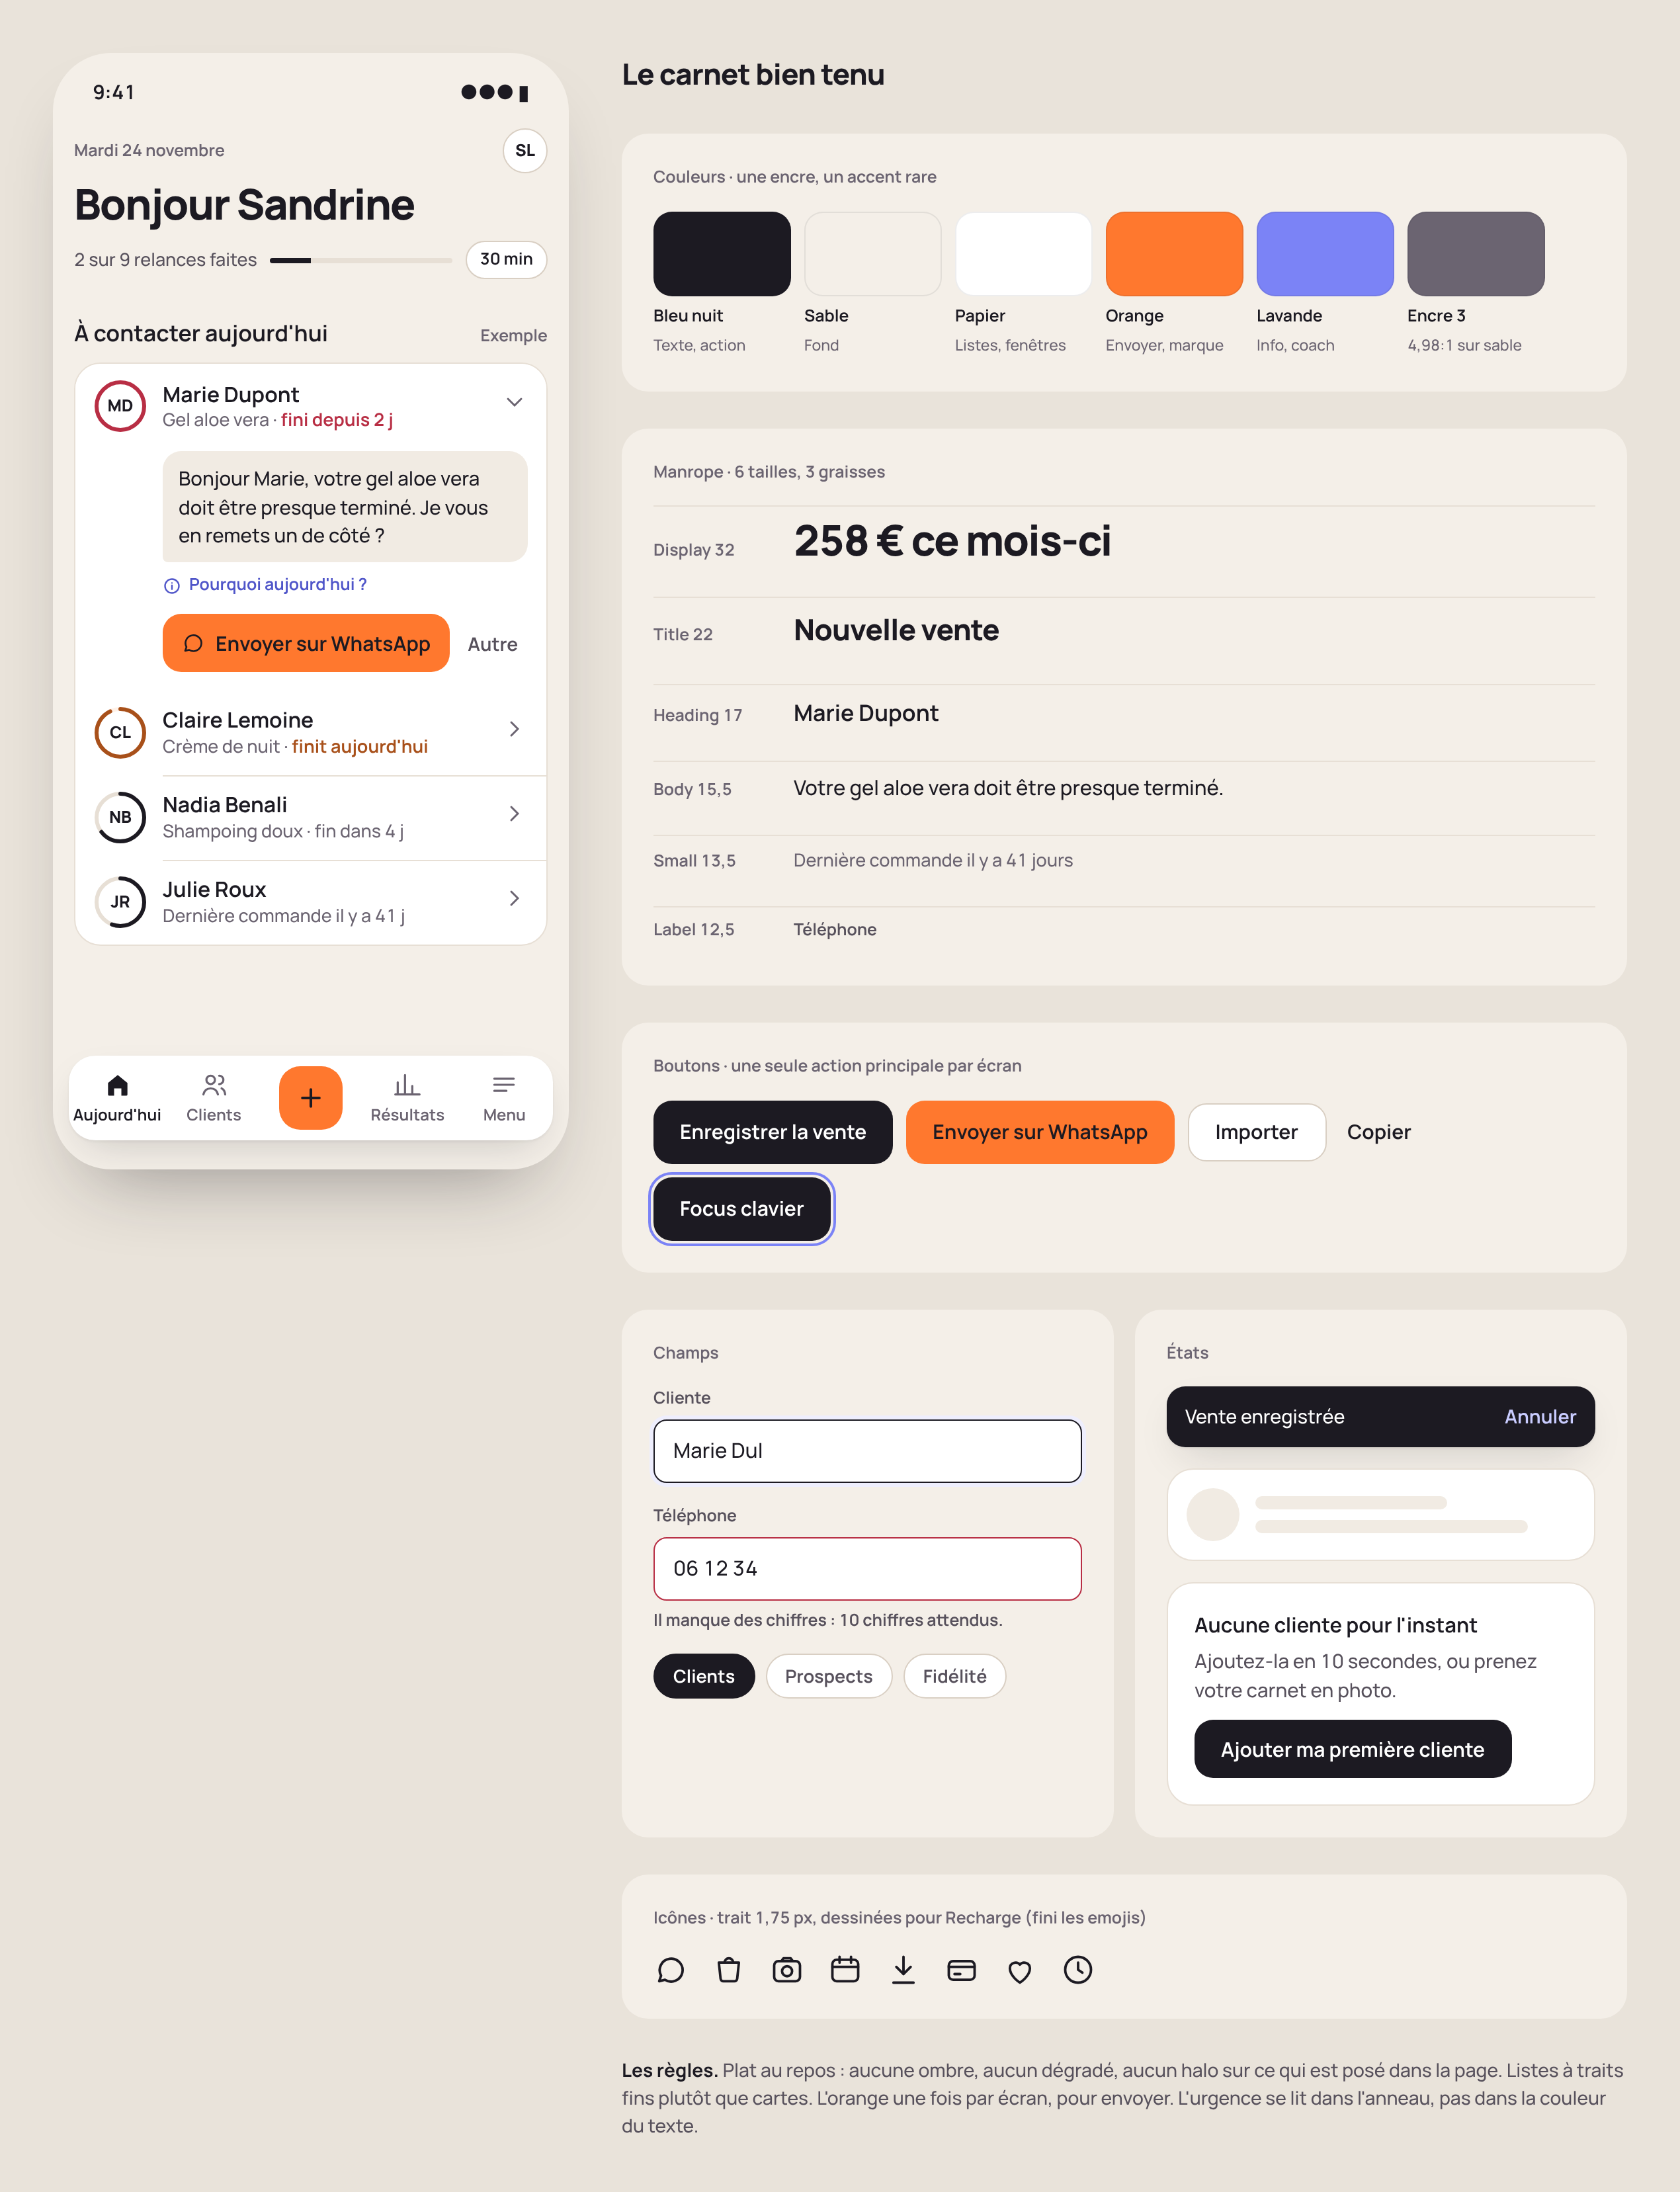 9:41
Mardi 24 novembre
SL
Bonjour Sandrine
2 sur 9 relances faites
30 min
À contacter aujourd'hui
Exemple
MD
Marie Dupont
Gel aloe vera · fini depuis 2 j
Bonjour Marie, votre gel aloe vera
doit être presque terminé. Je vous
en remets un de côté ?
Pourquoi aujourd'hui ?
Envoyer sur WhatsApp
Autre
CL
Claire Lemoine
Crème de nuit · finit aujourd'hui
NB
Nadia Benali
Shampoing doux · fin dans 4 j
JR
Julie Roux
Dernière commande il y a 41 j
Aujourd'hui
Clients
Résultats
Menu
Le carnet bien tenu
Couleurs · une encre, un accent rare
Bleu nuit
Texte, action
Sable
Fond
Papier
Listes, fenêtres
Orange
Envoyer, marque
Lavande
Info, coach
Encre 3
4,98:1 sur sable
Manrope · 6 tailles, 3 graisses
Display 32
258 € ce mois-ci
Title 22
Nouvelle vente
Heading 17
Marie Dupont
Body 15,5
Votre gel aloe vera doit être presque terminé.
Small 13,5
Dernière commande il y a 41 jours
Label 12,5
Téléphone
Boutons · une seule action principale par écran
Enregistrer la vente
Envoyer sur WhatsApp
Importer
Copier
Focus clavier
Champs
Cliente
Marie Dul
Téléphone
06 12 34
Il manque des chiffres : 10 chiffres attendus.
Clients
Prospects
Fidélité
États
Vente enregistrée
Annuler
Aucune cliente pour l'instant
Ajoutez-la en 10 secondes, ou prenez
votre carnet en photo.
Ajouter ma première cliente
Icônes · trait 1,75 px, dessinées pour Recharge (fini les emojis)
Les règles. Plat au repos : aucune ombre, aucun dégradé, aucun halo sur ce qui est posé dans la page. Listes à traits
fins plutôt que cartes. L'orange une fois par écran, pour envoyer. L'urgence se lit dans l'anneau, pas dans la couleur
du texte.